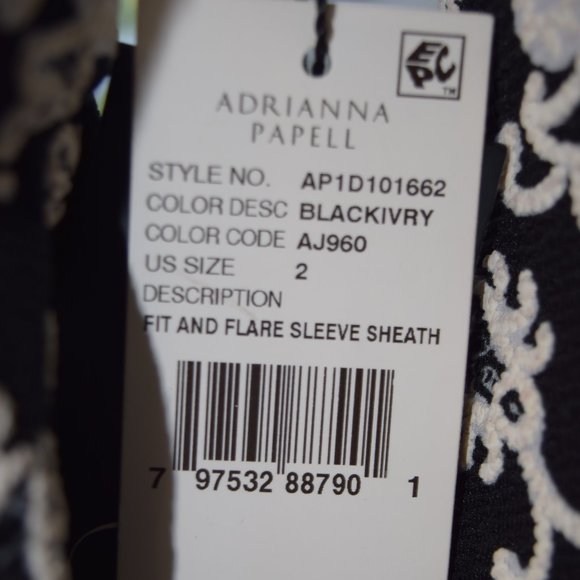 EPC
TM
ADRIANNA
PAPELL
STYLE NO. AP1D101662
COLOR DESC BLACKIVRY
COLOR CODE AJ960
US SIZE 2
DESCRIPTION
FIT AND FLARE SLEEVE SHEATH
7 97532 88790 1